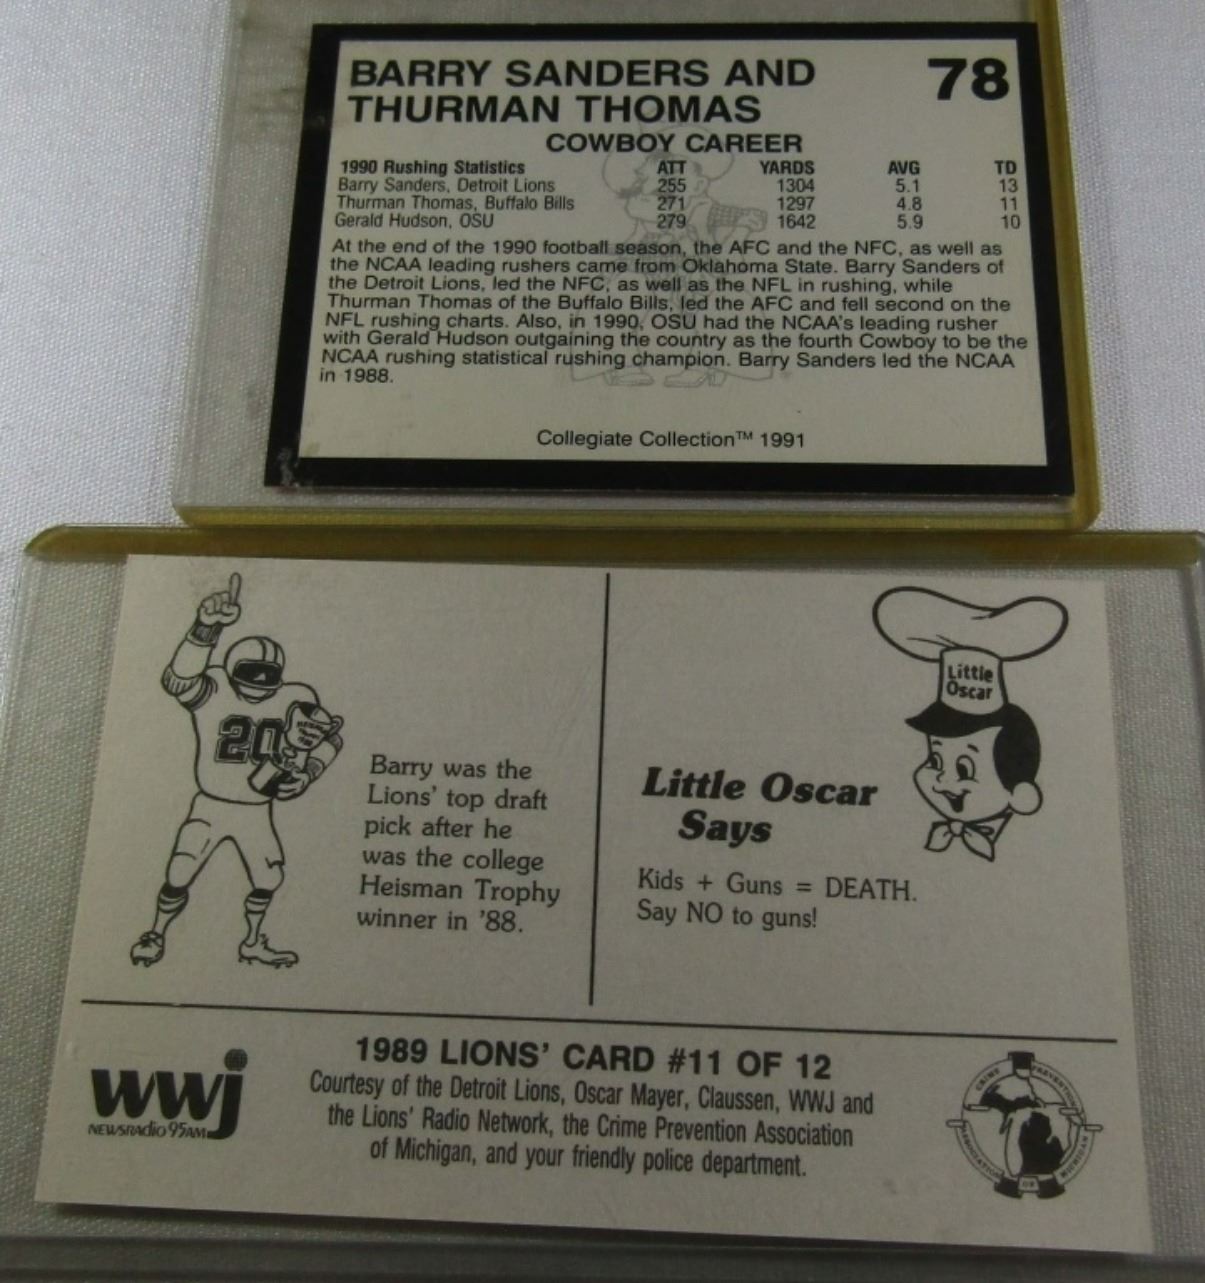 BARRY SANDERS AND
THURMAN THOMAS
78
COWBOY CAREER
1990 Rushing Statistics ATT YARDS AVG TD
Barry Sanders, Detroit Lions 255 1304 5.1 13
Thurman Thomas, Buffalo Bills 271 1297 4.8 11
Gerald Hudson, OSU 279 1642 5.9 10
At the end of the 1990 football season, the AFC and the NFC, as well as
the NCAA leading rushers came from Oklahoma State. Barry Sanders of
the Detroit Lions, led the NFC, as well as the NFL in rushing, while
Thurman Thomas of the Buffalo Bills, led the AFC and fell second on the
NFL rushing charts. Also, in 1990, OSU had the NCAA's leading rusher
with Gerald Hudson outgaining the country as the fourth Cowboy to be the
NCAA rushing statistical rushing champion. Barry Sanders led the NCAA
in 1988.
Collegiate Collection™ 1991
20
Barry was the
Lions' top draft
pick after he
was the college
Heisman Trophy
winner in '88.
Little
Oscar
Little Oscar
Says
Kids + Guns = DEATH.
Say NO to guns!
WWJ
NEWSRADIO 95AM
1989 LIONS' CARD #11 OF 12
Courtesy of the Detroit Lions, Oscar Mayer, Claussen, WWJ and
the Lions' Radio Network, the Crime Prevention Association
of Michigan, and your friendly police department.
CRIME PREVENTION
ASSOCIATION OF MICHIGAN